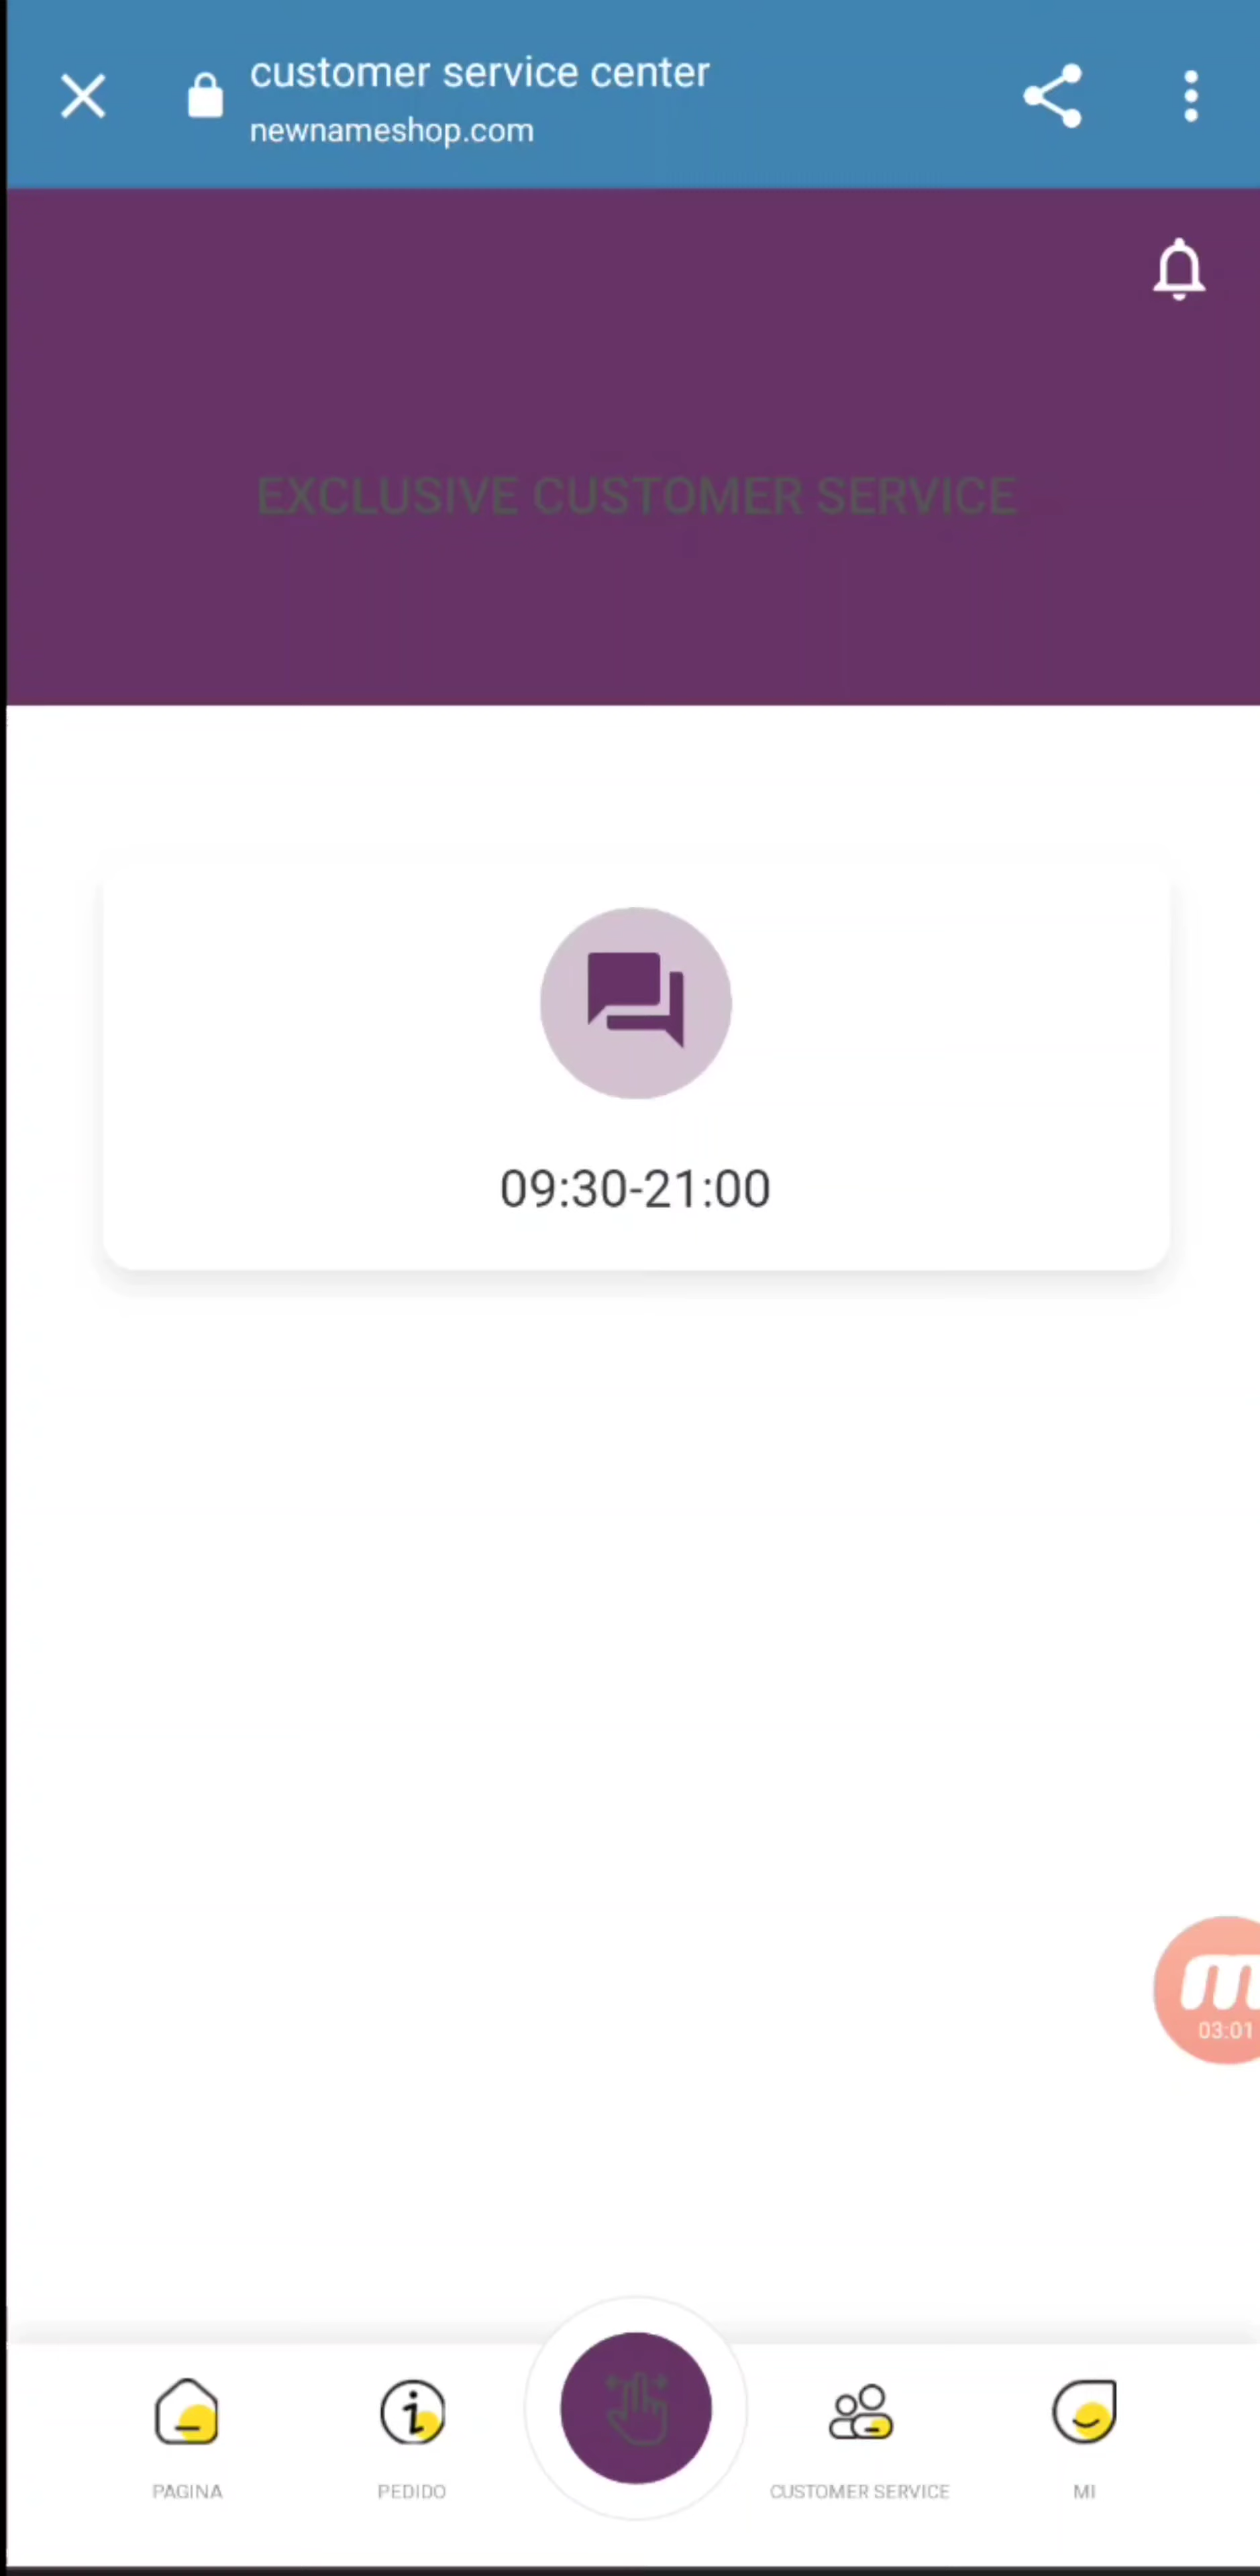 customer service center
newnameshop.com
EXCLUSIVE CUSTOMER SERVICE
09:30-21:00
03:01
PAGINA
PEDIDO
CUSTOMER SERVICE
MI